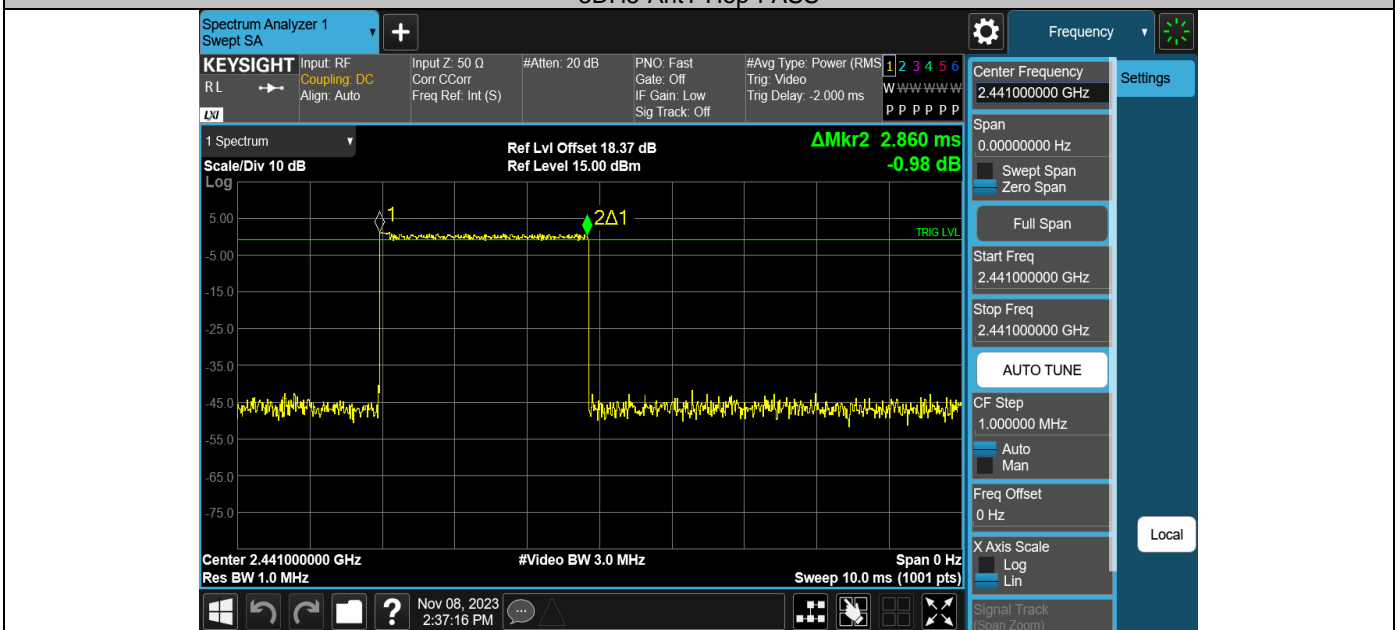 Spectrum Analyzer 1
Swept SA
Frequency
KEYSIGHT
RL
LXI
Input: RF
Coupling: DC
Align: Auto
Input Z: 50 Ω
Corr CCorr
Freq Ref: Int (S)
#Atten: 20 dB
PNO: Fast
Gate: Off
IF Gain: Low
Sig Track: Off
#Avg Type: Power (RMS
Trig: Video
Trig Delay: -2.000 ms
1 2 3 4 5 6
W W W W W W
P P P P P P
1 Spectrum
Scale/Div 10 dB
Log
Ref Lvl Offset 18.37 dB
Ref Level 15.00 dBm
ΔMkr2 2.860 ms
-0.98 dB
1
2Δ1
TRIG LVL
5.00
-5.00
-15.0
-25.0
-35.0
-45.0
-55.0
-65.0
-75.0
Center 2.441000000 GHz
Res BW 1.0 MHz
#Video BW 3.0 MHz
Span 0 Hz
Sweep 10.0 ms (1001 pts)
Center Frequency
2.441000000 GHz
Span
0.00000000 Hz
Swept Span
Zero Span
Full Span
Start Freq
2.441000000 GHz
Stop Freq
2.441000000 GHz
AUTO TUNE
CF Step
1.000000 MHz
Auto
Man
Freq Offset
0 Hz
X Axis Scale
Log
Lin
Signal Track
(Span Zoom)
Settings
Local
?
Nov 08, 2023
2:37:16 PM